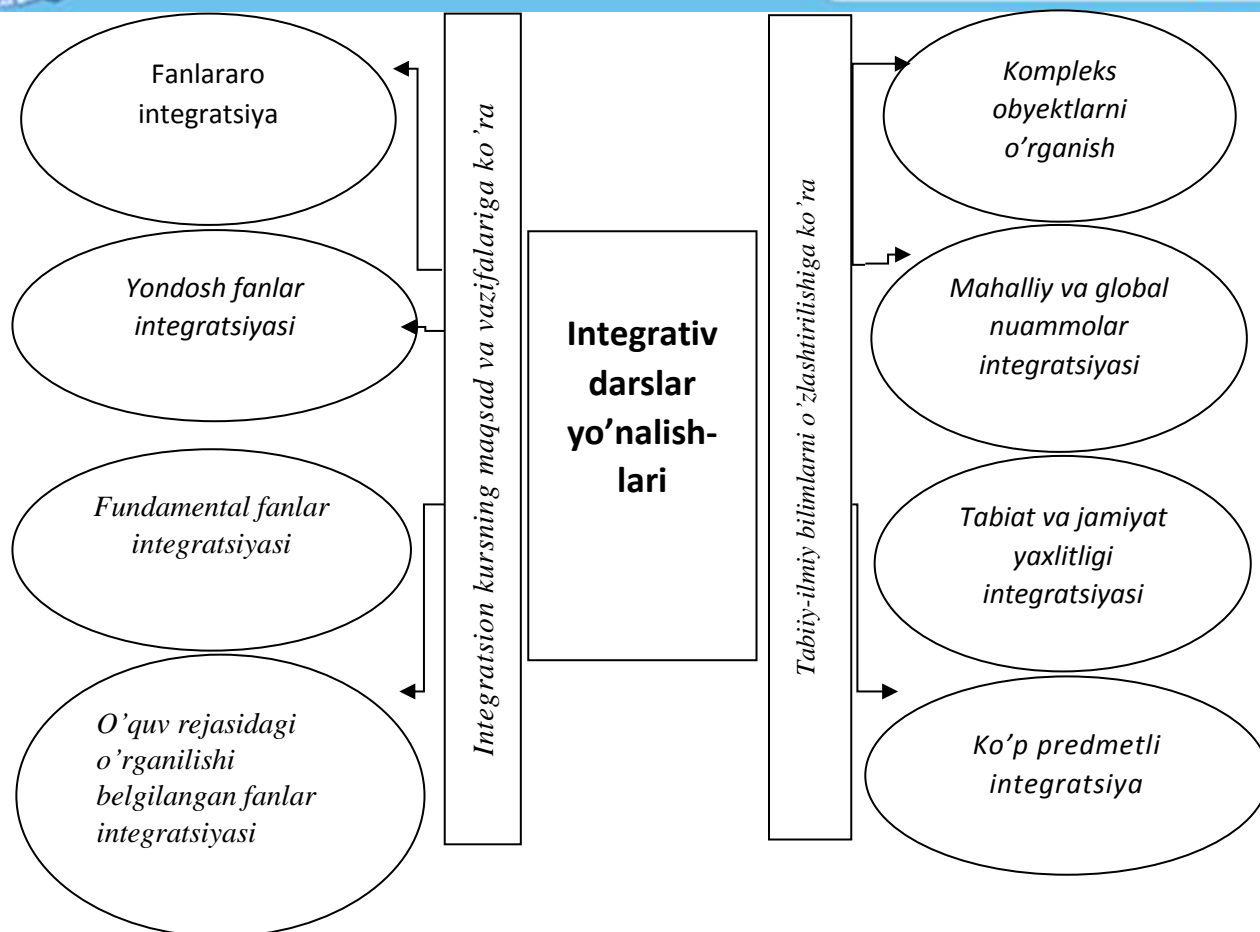 Fanlararo
integratsiya
Yondosh fanlar
integratsiyasi
Fundamental fanlar
integratsiyasi
O’quv rejasidagi
o’rganilishi
belgilangan fanlar
integratsiyasi
Integratsion kursning maqsad va vazifalariga ko’ra
Integrativ
darslar
yo’nalish-
lari
Tabiiy-ilmiy bilimlarni o’zlashtirilishiga ko’ra
Kompleks
obyektlarni
o’rganish
Mahalliy va global
nuammolar
integratsiyasi
Tabiat va jamiyat
yaxlitligi
integratsiyasi
Ko’p predmetli
integratsiya